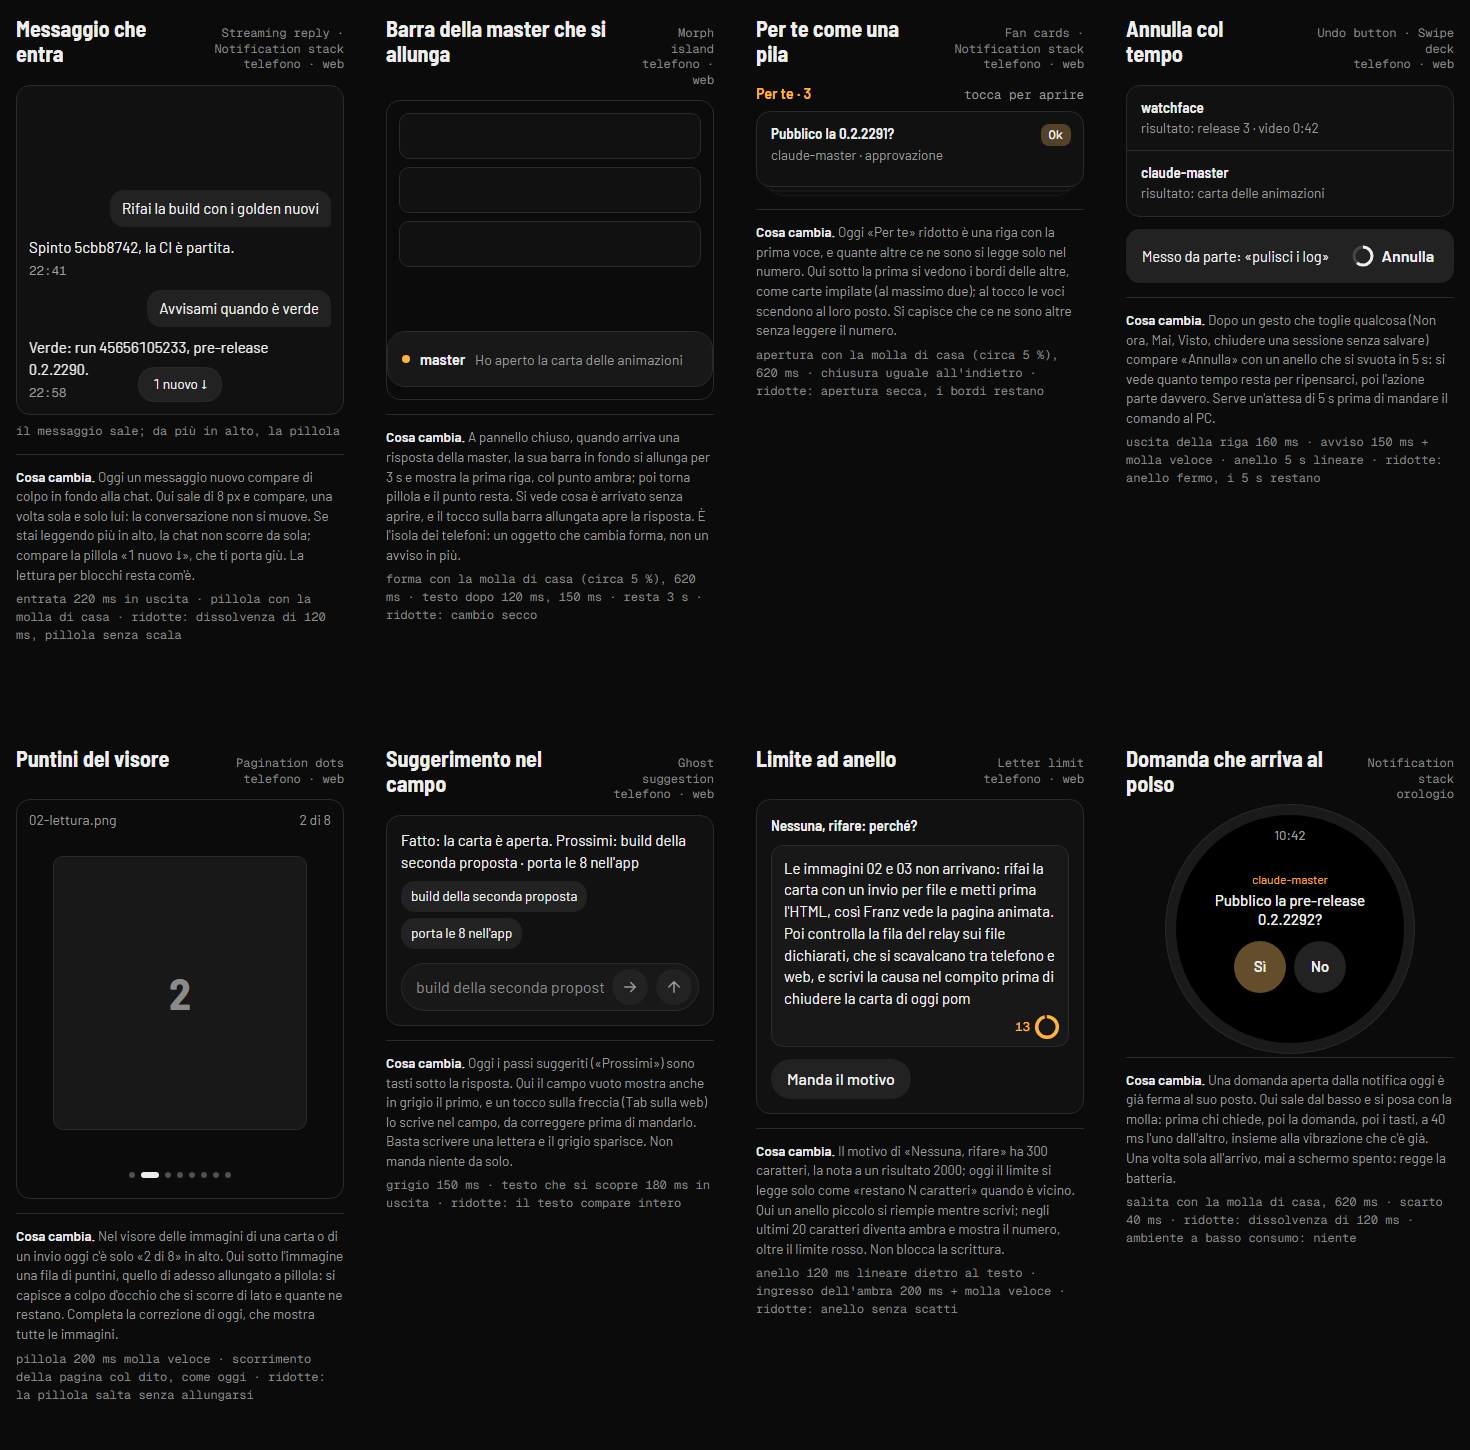 Messaggio che
entra
Streaming reply ·
Notification stack
telefono · web
Rifai la build con i golden nuovi
Spinto 5cbb8742, la CI è partita.
22:41
Avvisami quando è verde
Verde: run 45656105233, pre-release
0.2.2290.
22:58
1 nuovo ↓
il messaggio sale; da più in alto, la pillola
Cosa cambia. Oggi un messaggio nuovo compare di
colpo in fondo alla chat. Qui sale di 8 px e compare, una
volta sola e solo lui: la conversazione non si muove. Se
stai leggendo più in alto, la chat non scorre da sola;
compare la pillola «1 nuovo ↓», che ti porta giù. La
lettura per blocchi resta com'è.
entrata 220 ms in uscita · pillola con la
molla di casa · ridotte: dissolvenza di 120
ms, pillola senza scala
Barra della master che si
allunga
Morph
island
telefono ·
web
master Ho aperto la carta delle animazioni
Cosa cambia. A pannello chiuso, quando arriva una
risposta della master, la sua barra in fondo si allunga per
3 s e mostra la prima riga, col punto ambra; poi torna
pillola e il punto resta. Si vede cosa è arrivato senza
aprire, e il tocco sulla barra allungata apre la risposta. È
l'isola dei telefoni: un oggetto che cambia forma, non un
avviso in più.
forma con la molla di casa (circa 5 %), 620
ms · testo dopo 120 ms, 150 ms · resta 3 s ·
ridotte: cambio secco
Per te come una
pila
Fan cards ·
Notification stack
telefono · web
Per te · 3
tocca per aprire
Pubblico la 0.2.2291?
claude-master · approvazione
Ok
Cosa cambia. Oggi «Per te» ridotto è una riga con la
prima voce, e quante altre ce ne sono si legge solo nel
numero. Qui sotto la prima si vedono i bordi delle altre,
come carte impilate (al massimo due); al tocco le voci
scendono al loro posto. Si capisce che ce ne sono altre
senza leggere il numero.
apertura con la molla di casa (circa 5 %),
620 ms · chiusura uguale all'indietro ·
ridotte: apertura secca, i bordi restano
Annulla col
tempo
Undo button · Swipe
deck
telefono · web
watchface
risultato: release 3 · video 0:42
claude-master
risultato: carta delle animazioni
Messo da parte: «pulisci i log»
Annulla
Cosa cambia. Dopo un gesto che toglie qualcosa (Non
ora, Mai, Visto, chiudere una sessione senza salvare)
compare «Annulla» con un anello che si svuota in 5 s: si
vede quanto tempo resta per ripensarci, poi l'azione
parte davvero. Serve un'attesa di 5 s prima di mandare il
comando al PC.
uscita della riga 160 ms · avviso 150 ms +
molla veloce · anello 5 s lineare · ridotte:
anello fermo, i 5 s restano
Puntini del visore
Pagination dots
telefono · web
02-lettura.png
2 di 8
2
Cosa cambia. Nel visore delle immagini di una carta o di
un invio oggi c'è solo «2 di 8» in alto. Qui sotto l'immagine
una fila di puntini, quello di adesso allungato a pillola: si
capisce a colpo d'occhio che si scorre di lato e quante ne
restano. Completa la correzione di oggi, che mostra
tutte le immagini.
pillola 200 ms molla veloce · scorrimento
della pagina col dito, come oggi · ridotte:
la pillola salta senza allungarsi
Suggerimento nel
campo
Ghost
suggestion
telefono · web
Fatto: la carta è aperta. Prossimi: build della
seconda proposta · porta le 8 nell'app
build della seconda proposta
porta le 8 nell'app
build della seconda propost
Cosa cambia. Oggi i passi suggeriti («Prossimi») sono
tasti sotto la risposta. Qui il campo vuoto mostra anche
in grigio il primo, e un tocco sulla freccia (Tab sulla web)
lo scrive nel campo, da correggere prima di mandarlo.
Basta scrivere una lettera e il grigio sparisce. Non
manda niente da solo.
grigio 150 ms · testo che si scopre 180 ms in
uscita · ridotte: il testo compare intero
Limite ad anello
Letter limit
telefono · web
Nessuna, rifare: perché?
Le immagini 02 e 03 non arrivano: rifai la
carta con un invio per file e metti prima
l'HTML, così Franz vede la pagina animata.
Poi controlla la fila del relay sui file
dichiarati, che si scavalcano tra telefono e
web, e scrivi la causa nel compito prima di
chiudere la carta di oggi pom
13
Manda il motivo
Cosa cambia. Il motivo di «Nessuna, rifare» ha 300
caratteri, la nota a un risultato 2000; oggi il limite si
legge solo come «restano N caratteri» quando è vicino.
Qui un anello piccolo si riempie mentre scrivi; negli
ultimi 20 caratteri diventa ambra e mostra il numero,
oltre il limite rosso. Non blocca la scrittura.
anello 120 ms lineare dietro al testo ·
ingresso dell'ambra 200 ms + molla veloce ·
ridotte: anello senza scatti
Domanda che arriva al
polso
Notification
stack
orologio
10:42
claude-master
Pubblico la pre-release
0.2.2292?
Sì
No
Cosa cambia. Una domanda aperta dalla notifica oggi è
già ferma al suo posto. Qui sale dal basso e si posa con la
molla: prima chi chiede, poi la domanda, poi i tasti, a 40
ms l'uno dall'altro, insieme alla vibrazione che c'è già.
Una volta sola all'arrivo, mai a schermo spento: regge la
batteria.
salita con la molla di casa, 620 ms · scarto
40 ms · ridotte: dissolvenza di 120 ms ·
ambiente a basso consumo: niente